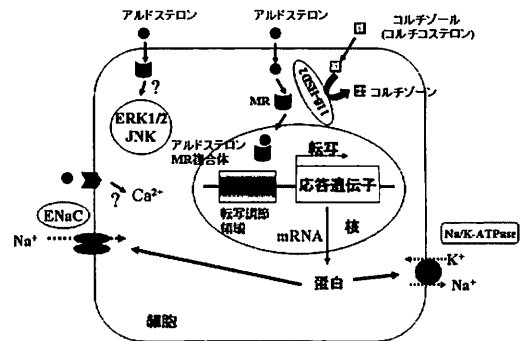 アルドステロン
アルドステロン
コルチゾール
(コルチコステロン)
?
MR
11β-HSD2
コルチゾーン
ERK1/2
JNK
アルドステロン
MR複合体
転写
応答遺伝子
転写調節
領域
? Ca²⁺
ENaC
Na⁺
mRNA
核
Na/K-ATPase
K⁺
Na⁺
蛋白
細胞